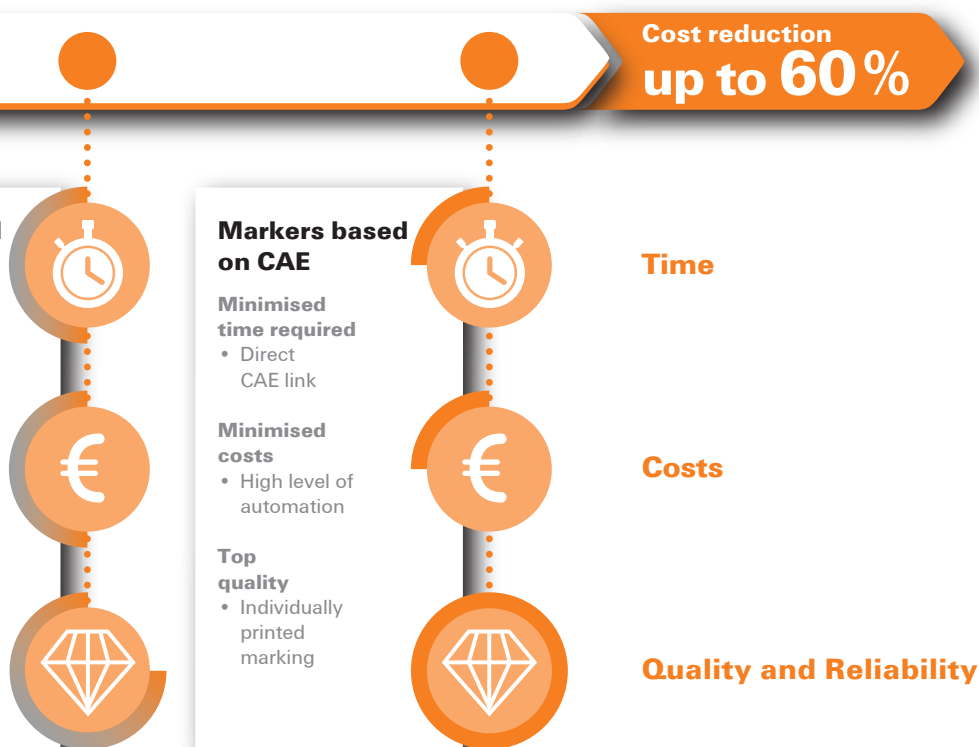 Cost reduction
up to 60 %
Markers based
on CAE
Minimised
time required
• Direct
CAE link
Minimised
costs
• High level of
automation
Top
quality
• Individually
printed
marking
Time
€
€
Costs
Quality and Reliability